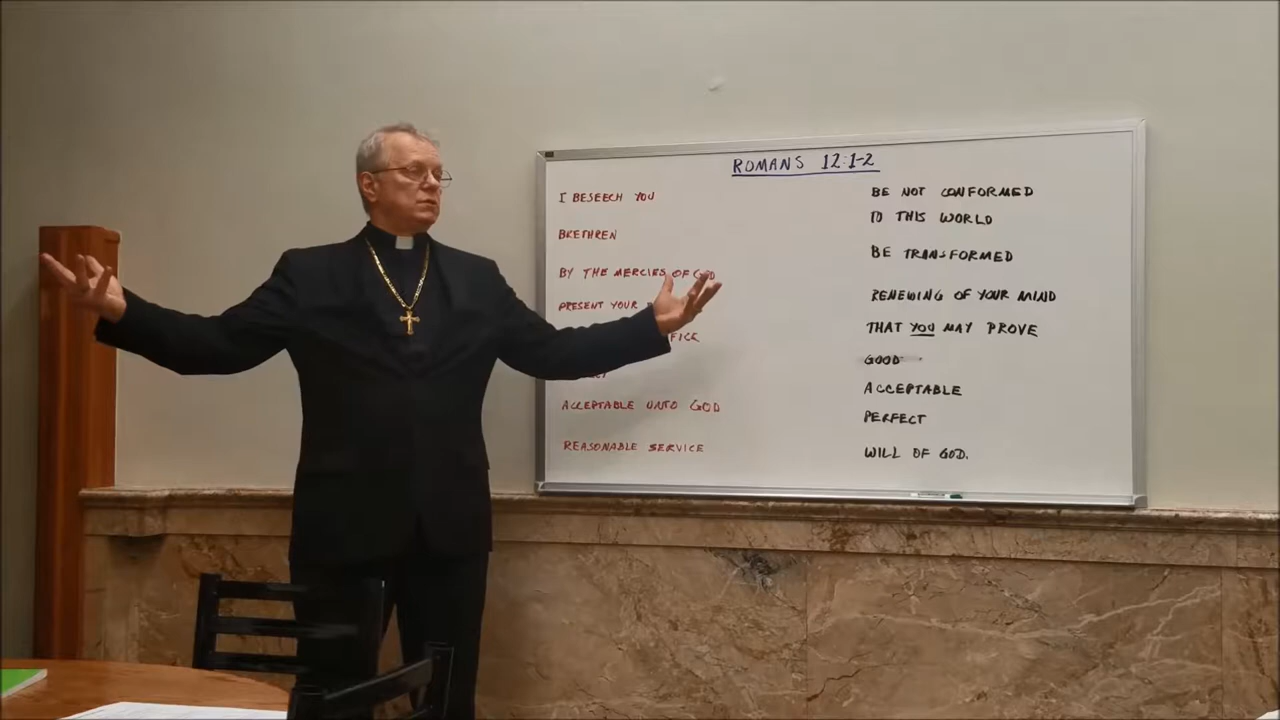 ROMANS 12:1-2
I BESEECH YOU
BRETHREN
BY THE MERCIES OF GOD
PRESENT YOUR
ACCEPTABLE UNTO GOD
REASONABLE SERVICE
BE NOT CONFORMED
TO THIS WORLD
BE TRANSFORMED
RENEWING OF YOUR MIND
THAT YOU MAY PROVE
GOOD
ACCEPTABLE
PERFECT
WILL OF GOD.